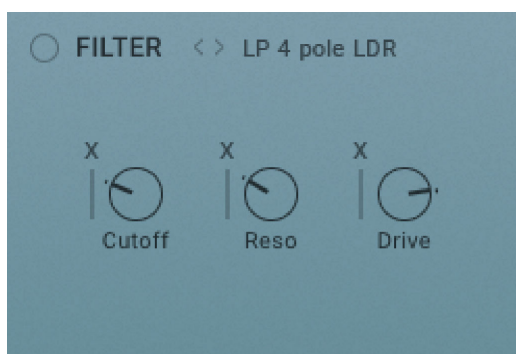 FILTER < > LP 4 pole LDR
X X X
Cutoff Reso Drive